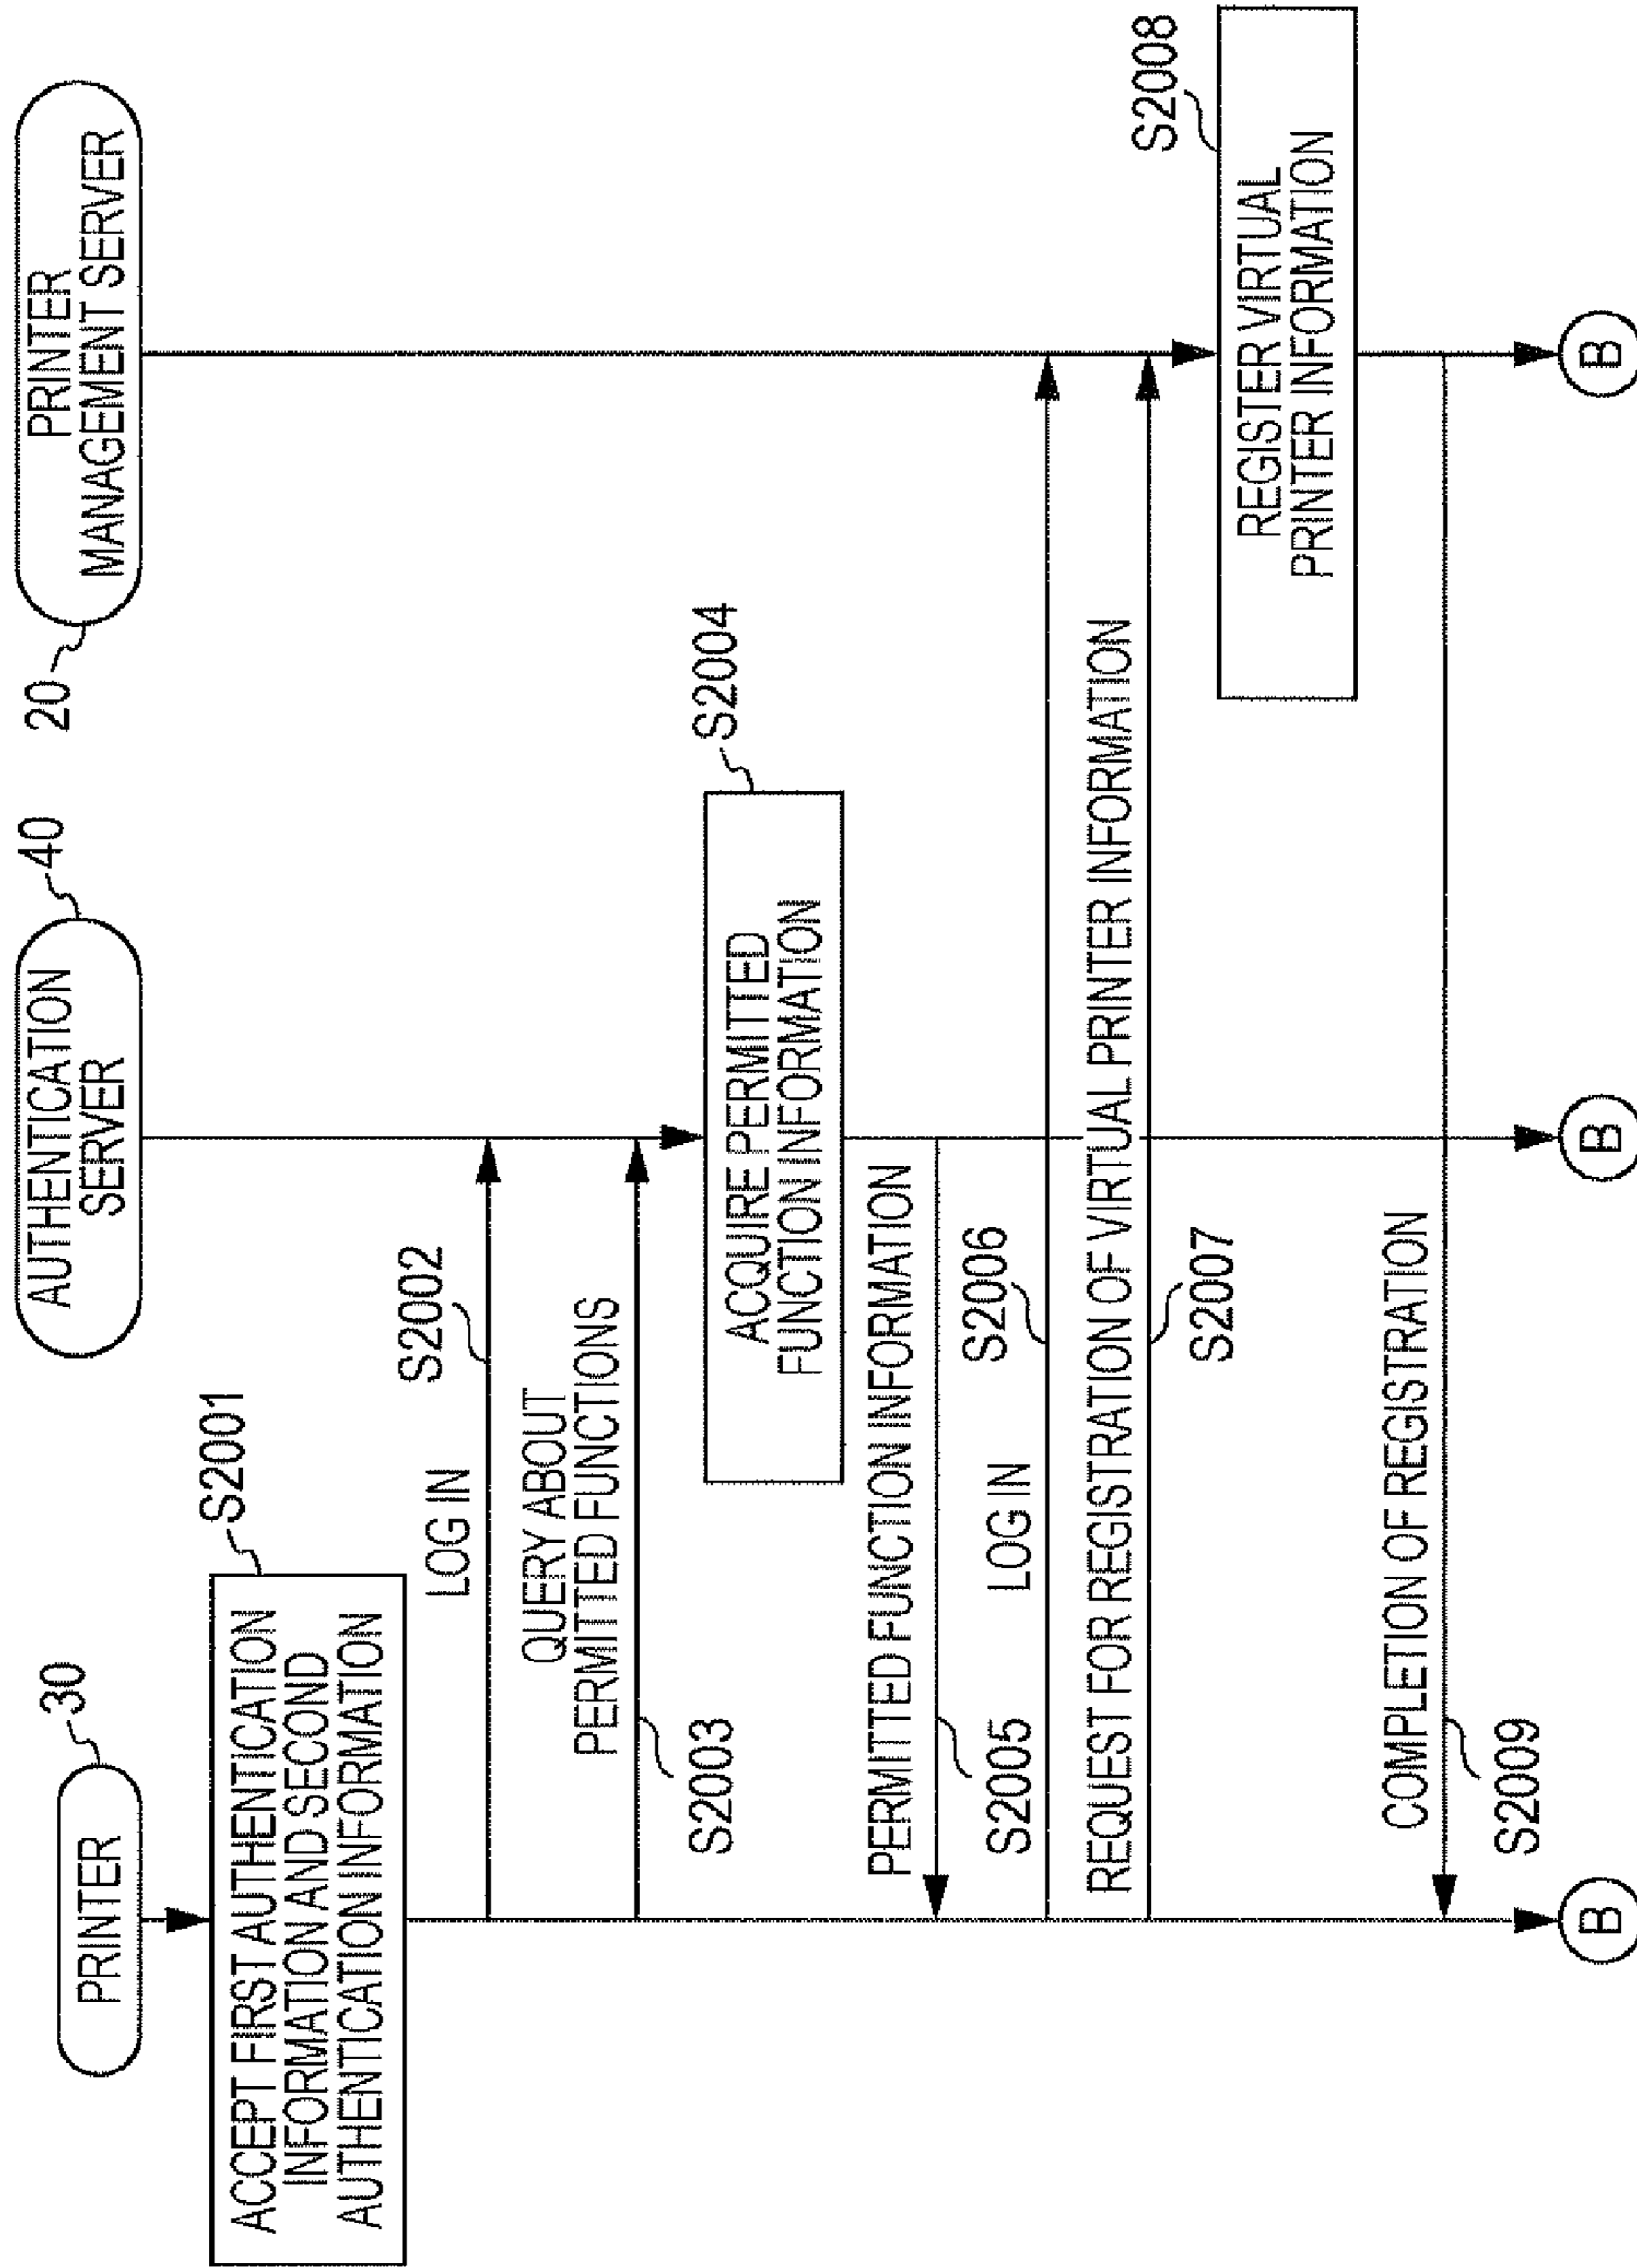 PRINTER
30
AUTHENTICATION
SERVER
40
PRINTER
MANAGEMENT SERVER
20
ACCEPT FIRST AUTHENTICATION
INFORMATION AND SECOND
AUTHENTICATION INFORMATION
S2001
LOG IN
S2002
QUERY ABOUT
PERMITTED FUNCTIONS
S2003
ACQUIRE PERMITTED
FUNCTION INFORMATION
S2004
PERMITTED FUNCTION INFORMATION
S2005
LOG IN
S2006
REQUEST FOR REGISTRATION OF VIRTUAL PRINTER INFORMATION
S2007
REGISTER VIRTUAL
PRINTER INFORMATION
S2008
COMPLETION OF REGISTRATION
S2009
B
B
B